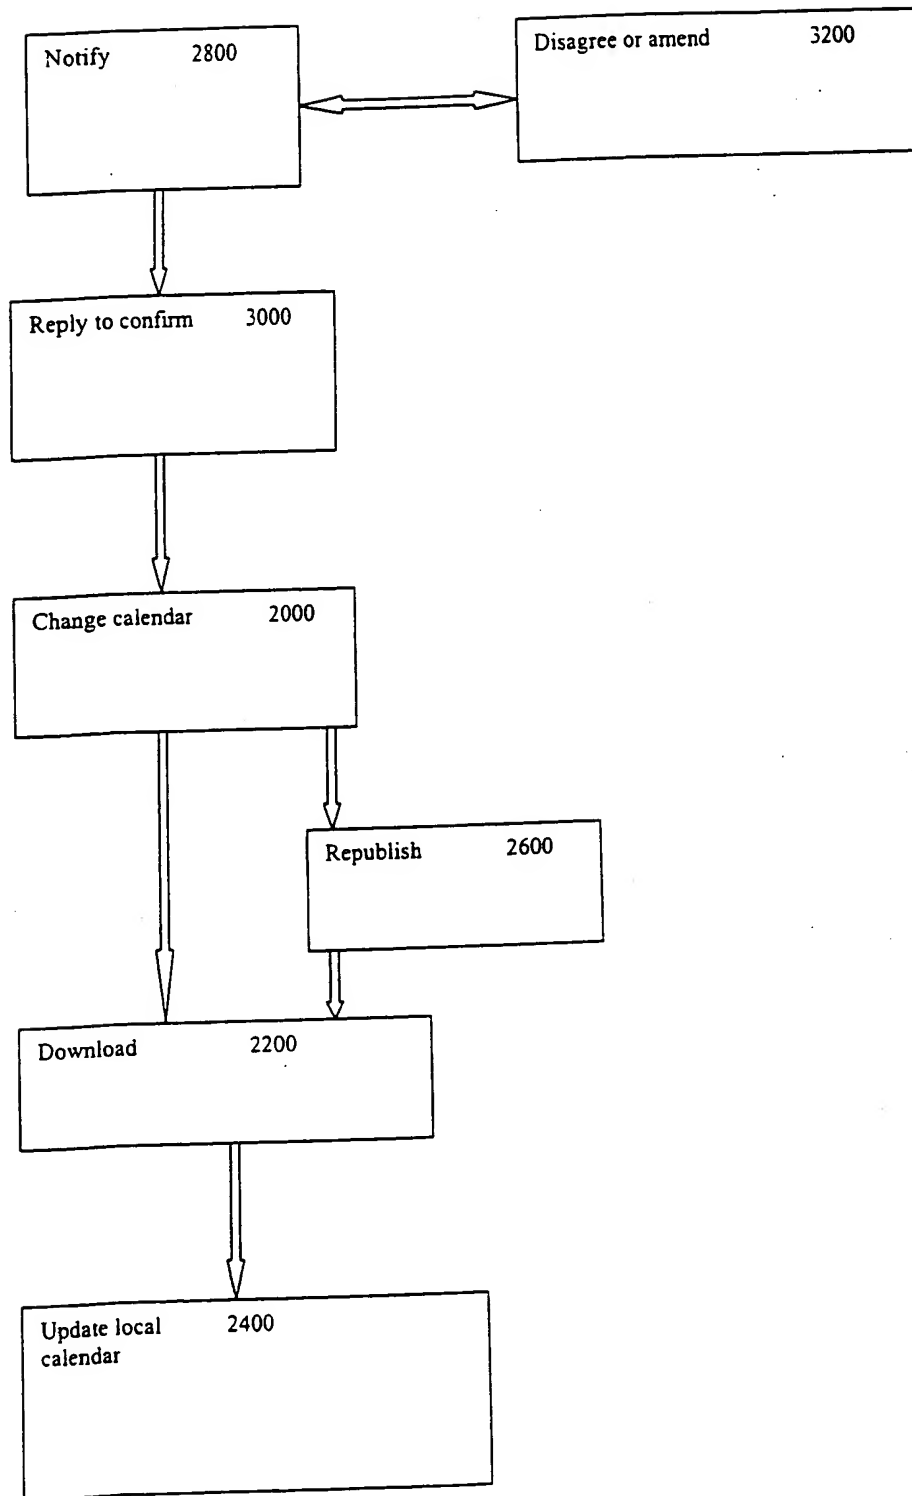 Notify 2800
Disagree or amend 3200
Reply to confirm 3000
Change calendar 2000
Republish 2600
Download 2200
Update local 2400
calendar